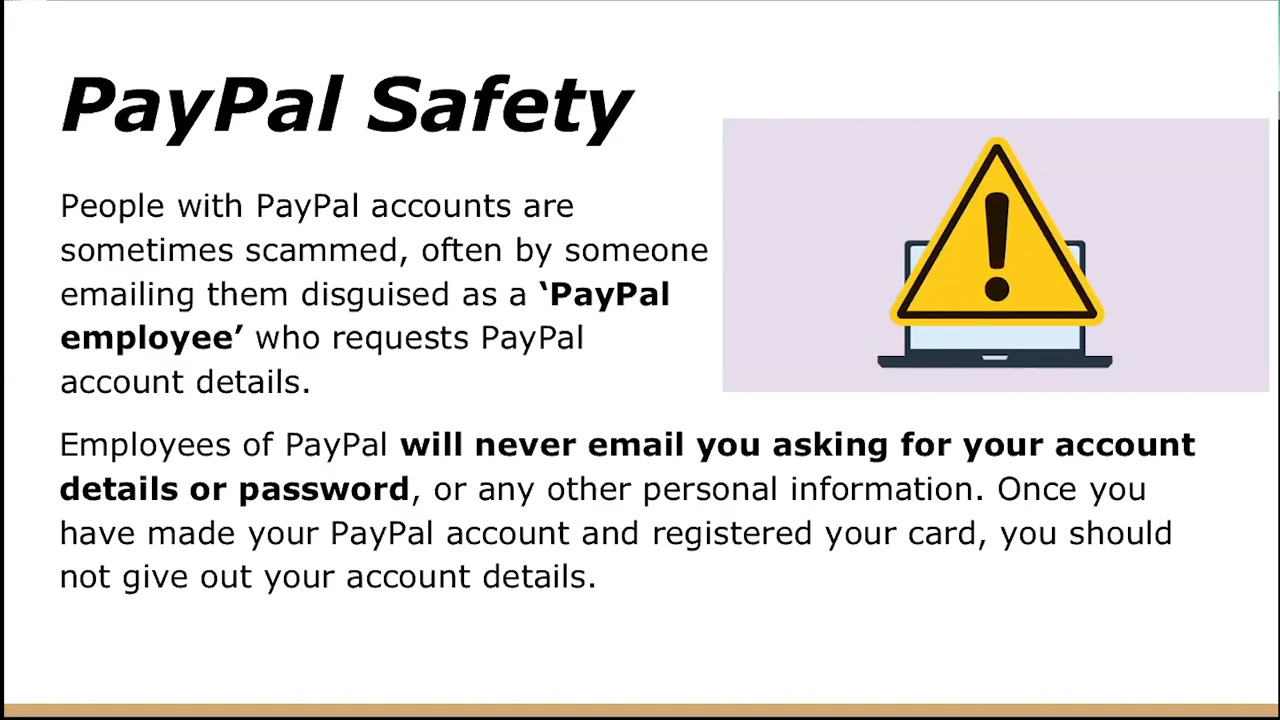 PayPal Safety
People with PayPal accounts are
sometimes scammed, often by someone
emailing them disguised as a ‘PayPal
employee’ who requests PayPal
account details.
Employees of PayPal will never email you asking for your account
details or password, or any other personal information. Once you
have made your PayPal account and registered your card, you should
not give out your account details.